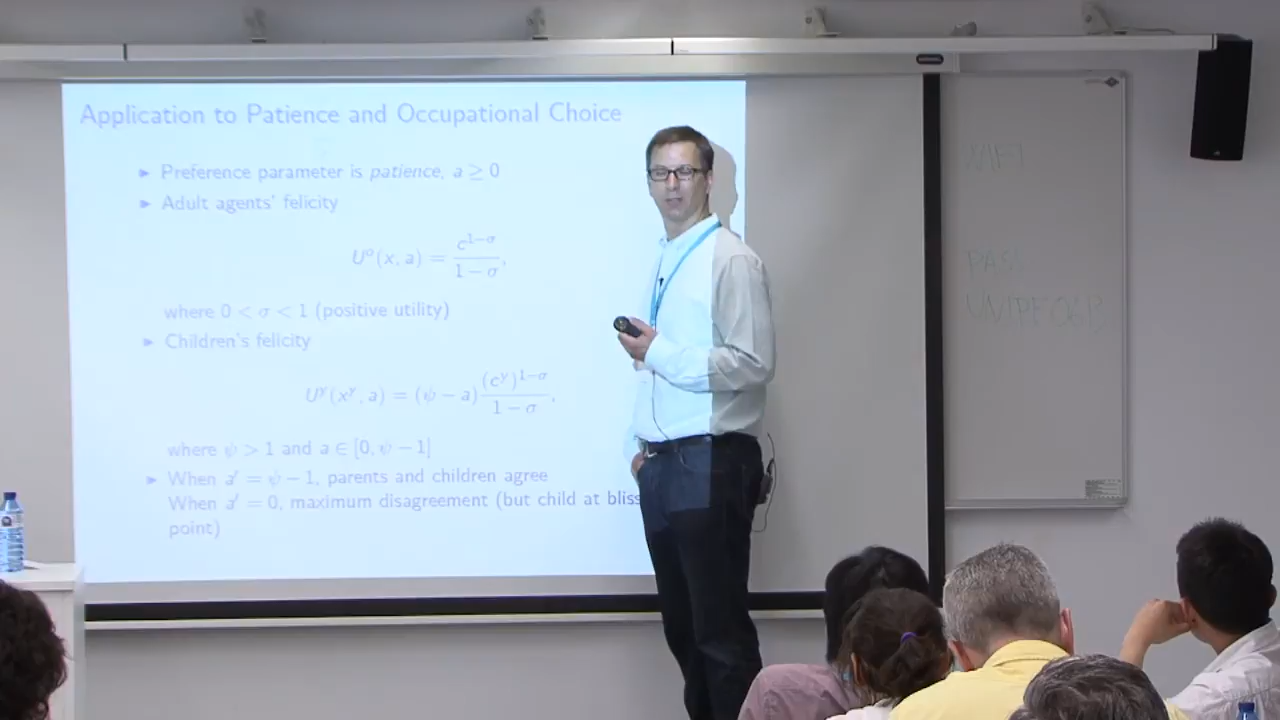 Application to Patience and Occupational Choice
► Preference parameter is patience, a ≥ 0
► Adult agents' felicity
U°(x, a) = c^{1−σ} / (1 − σ),
where 0 < σ < 1 (positive utility)
► Children's felicity
U^y(x^y, a) = (ψ − a) (c^y)^{1−σ} / (1 − σ),
where ψ > 1 and a ∈ [0, ψ − 1]
► When a′ = ψ − 1, parents and children agree
When a′ = 0, maximum disagreement (but child at bliss
point)
WIFI